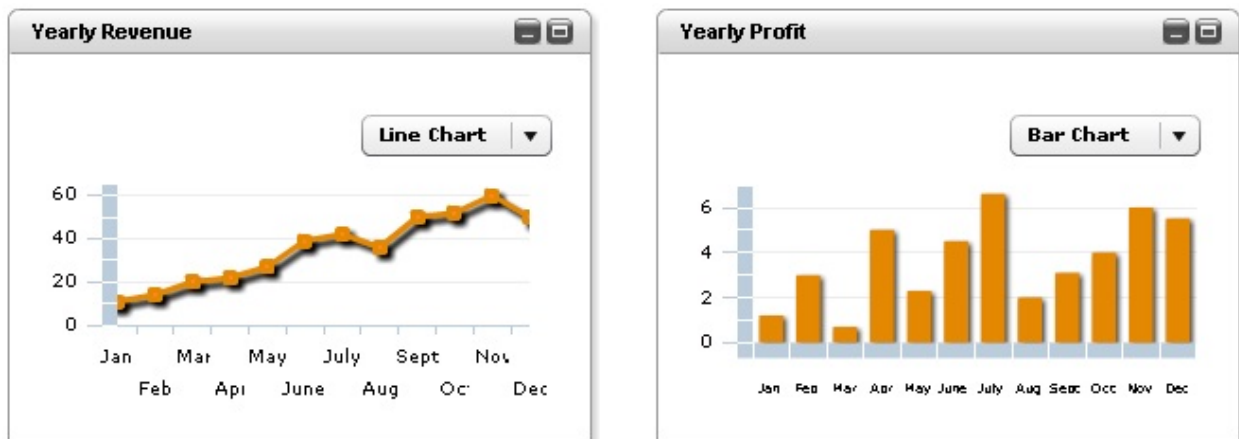 Yearly Revenue
Line Chart
60
40
20
0
Jan Mar May July Sept Nov
Feb Apr June Aug Oct Dec
Yearly Profit
Bar Chart
6
4
2
0
Jan Feb Mar Apr May June July Aug Sept Oct Nov Dec